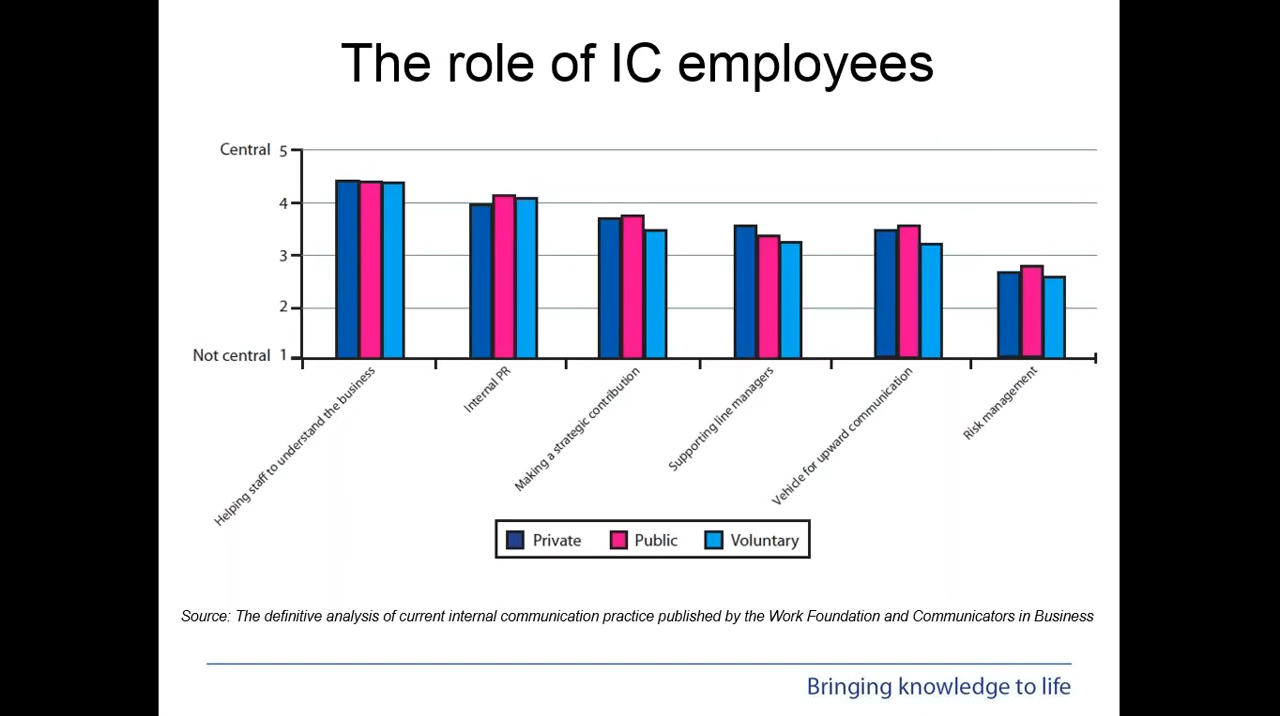 The role of IC employees
Central 5
4
3
2
Not central 1
Helping staff to understand the business
Internal PR
Making a strategic contribution
Supporting line managers
Vehicle for upward communication
Risk management
Private Public Voluntary
Source: The definitive analysis of current internal communication practice published by the Work Foundation and Communicators in Business
Bringing knowledge to life